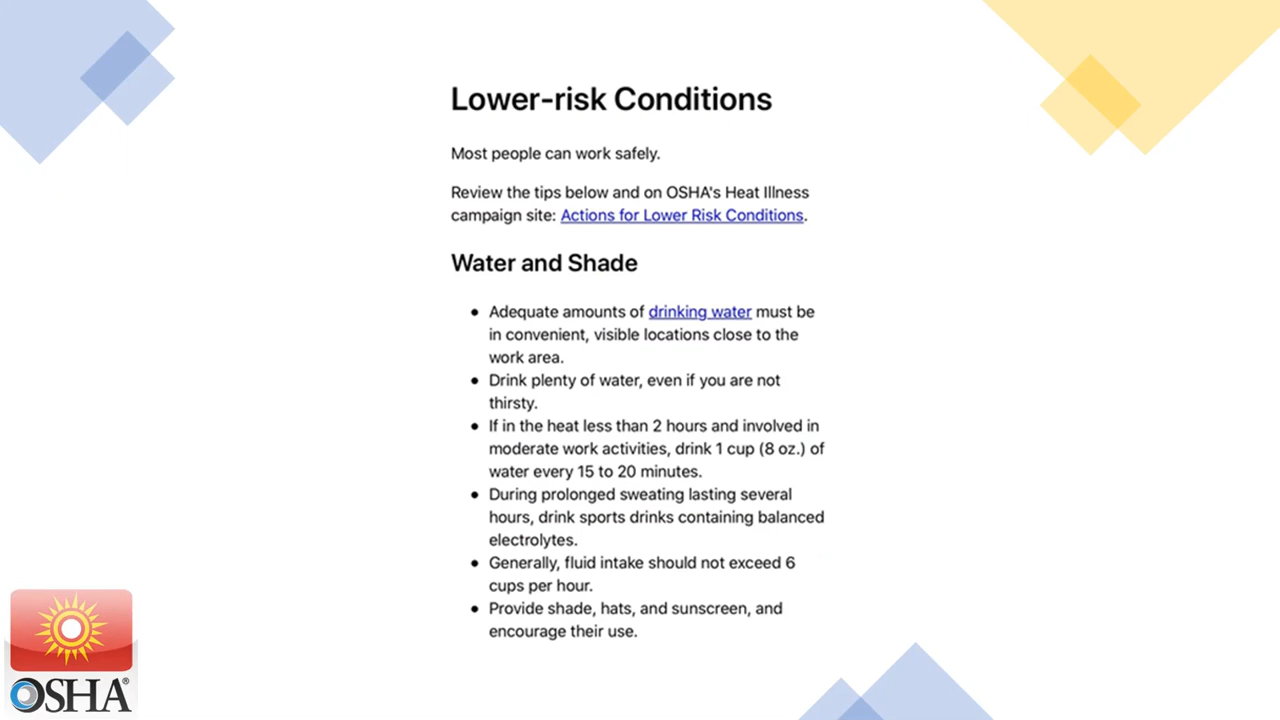 Lower-risk Conditions
Most people can work safely.
Review the tips below and on OSHA's Heat Illness
campaign site: Actions for Lower Risk Conditions.
Water and Shade
• Adequate amounts of drinking water must be
in convenient, visible locations close to the
work area.
• Drink plenty of water, even if you are not
thirsty.
• If in the heat less than 2 hours and involved in
moderate work activities, drink 1 cup (8 oz.) of
water every 15 to 20 minutes.
• During prolonged sweating lasting several
hours, drink sports drinks containing balanced
electrolytes.
• Generally, fluid intake should not exceed 6
cups per hour.
• Provide shade, hats, and sunscreen, and
encourage their use.
OSHA®